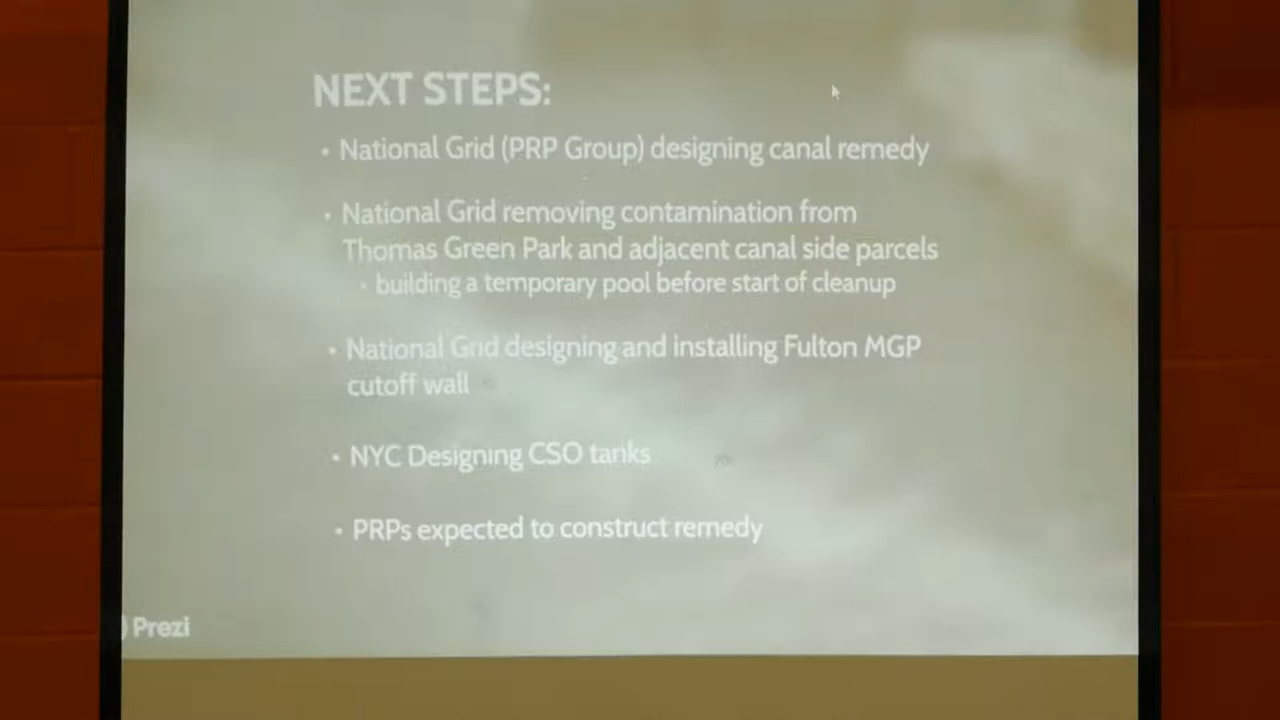 NEXT STEPS:
• National Grid (PRP Group) designing canal remedy
• National Grid removing contamination from
Thomas Green Park and adjacent canal side parcels
• building a temporary pool before start of cleanup
• National Grid designing and installing Fulton MGP
cutoff wall
• NYC Designing CSO tanks
• PRPs expected to construct remedy
Prezi